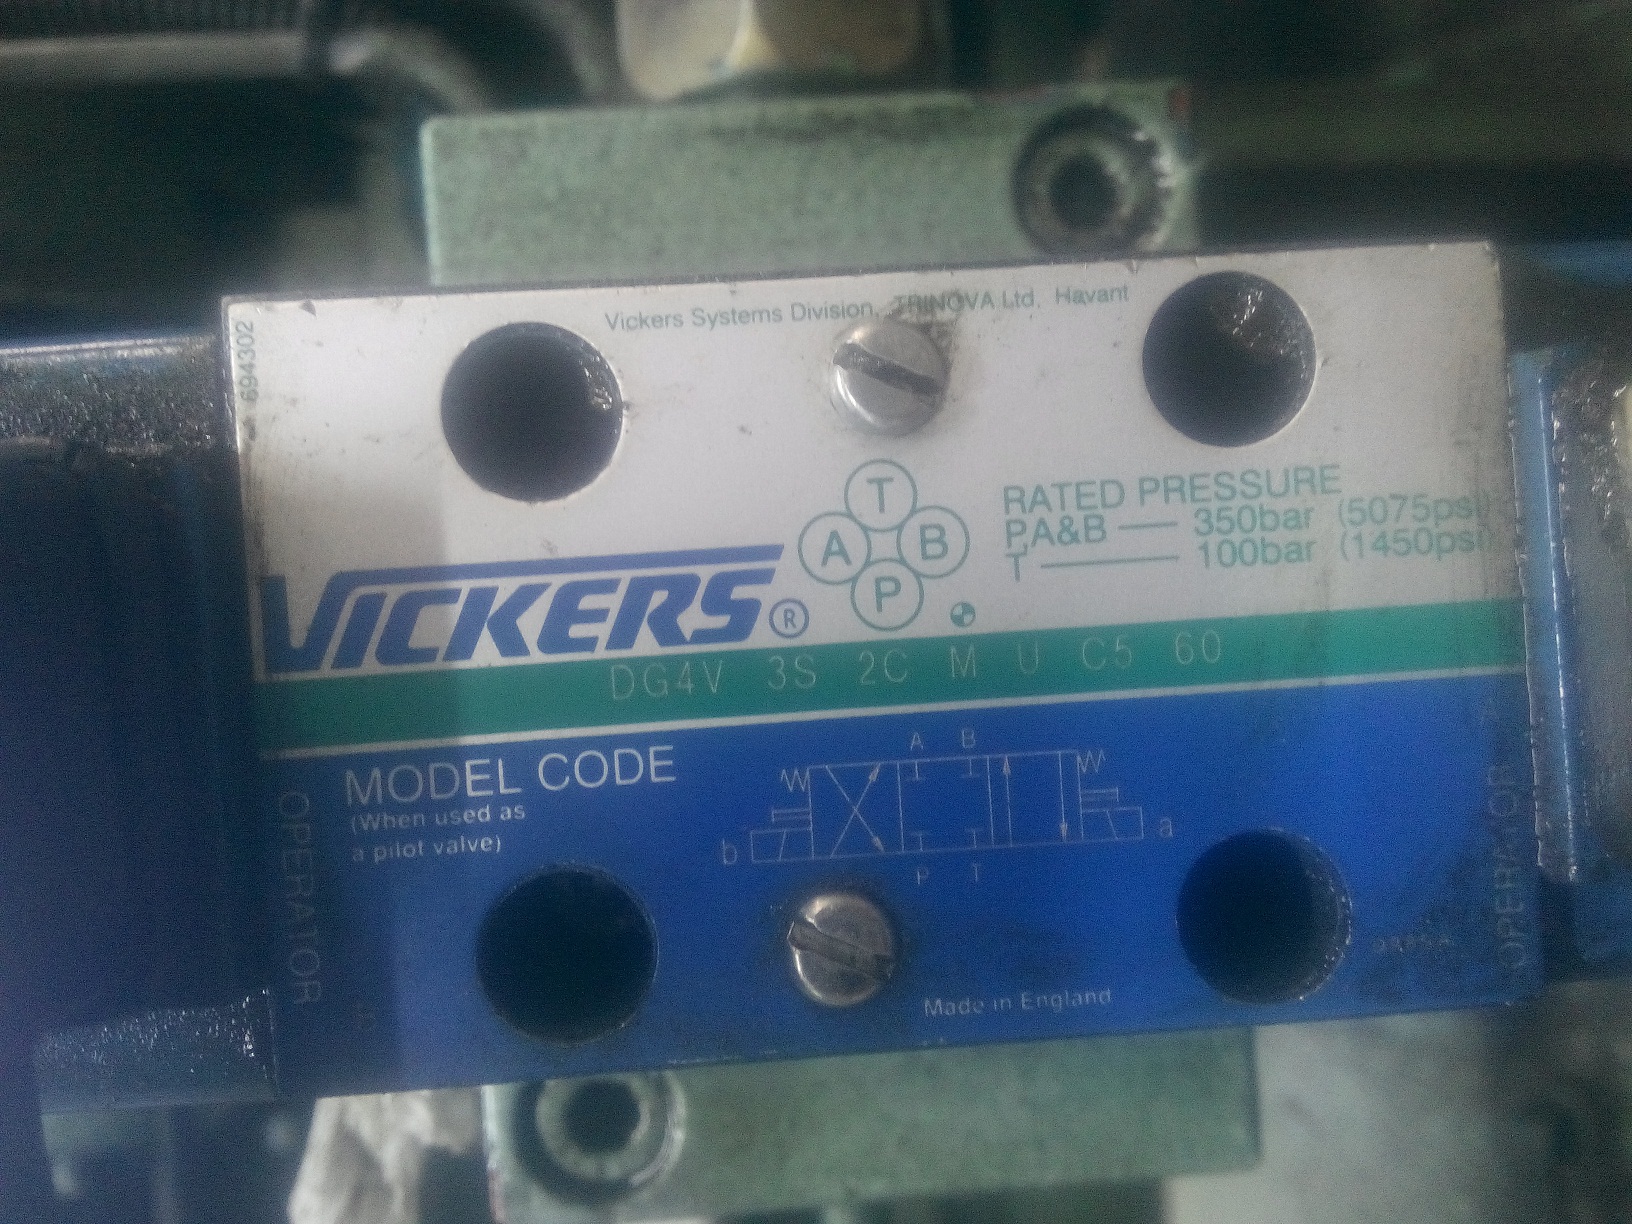 Vickers Systems Division, TRINOVA Ltd. Havant
694302
T
A B
P
RATED PRESSURE
P,A&B — 350bar (5075psi)
T — 100bar (1450psi)
VICKERS ®
DG4V 3S 2C M U C5 60
MODEL CODE
(When used as
a pilot valve)
A B
b a
P T
OPERATOR
OPERATOR
Made in England